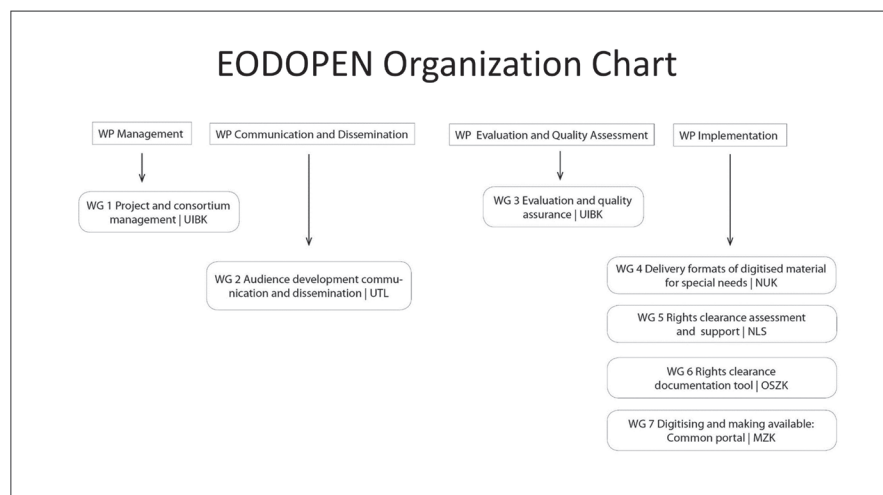 EODOPEN Organization Chart
WP Management
WP Communication and Dissemination
WP Evaluation and Quality Assessment
WP Implementation
WG 1 Project and consortium
management | UIBK
WG 3 Evaluation and quality
assurance | UIBK
WG 2 Audience development commu-
nication and dissemination | UTL
WG 4 Delivery formats of digitised material
for special needs | NUK
WG 5 Rights clearance assessment
and support | NLS
WG 6 Rights clearance
documentation tool | OSZK
WG 7 Digitising and making available:
Common portal | MZK